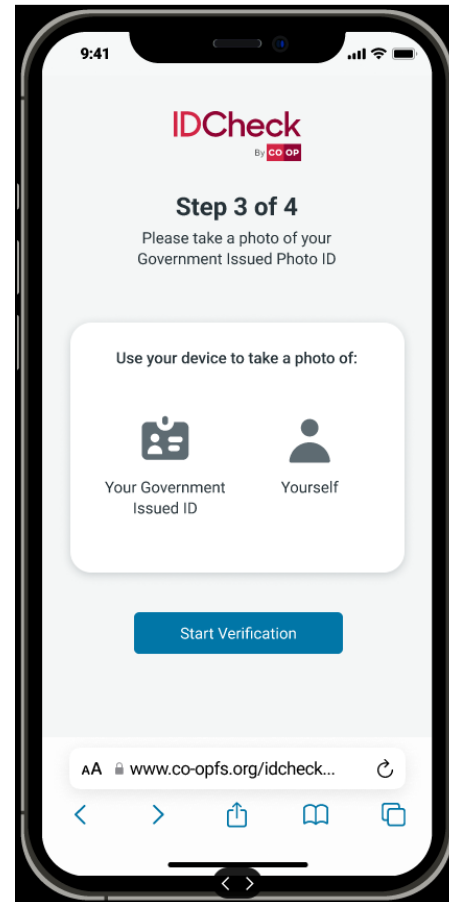 9:41
IDCheck
By CO OP
Step 3 of 4
Please take a photo of your
Government Issued Photo ID
Use your device to take a photo of:
Your Government
Issued ID
Yourself
Start Verification
AA www.co-opfs.org/idcheck...